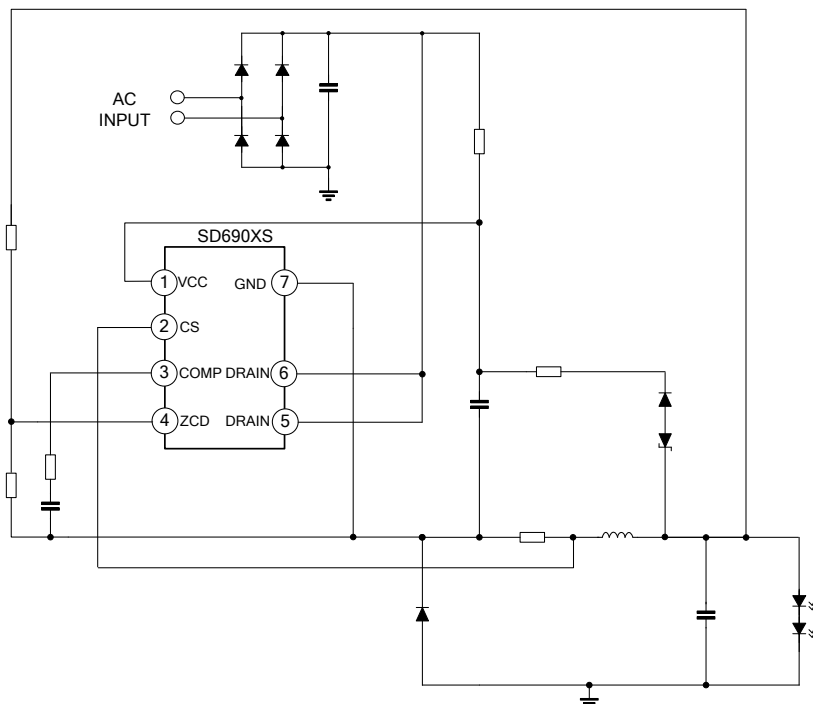 AC
INPUT
SD690XS
1 VCC GND 7
2 CS
3 COMP DRAIN 6
4 ZCD DRAIN 5